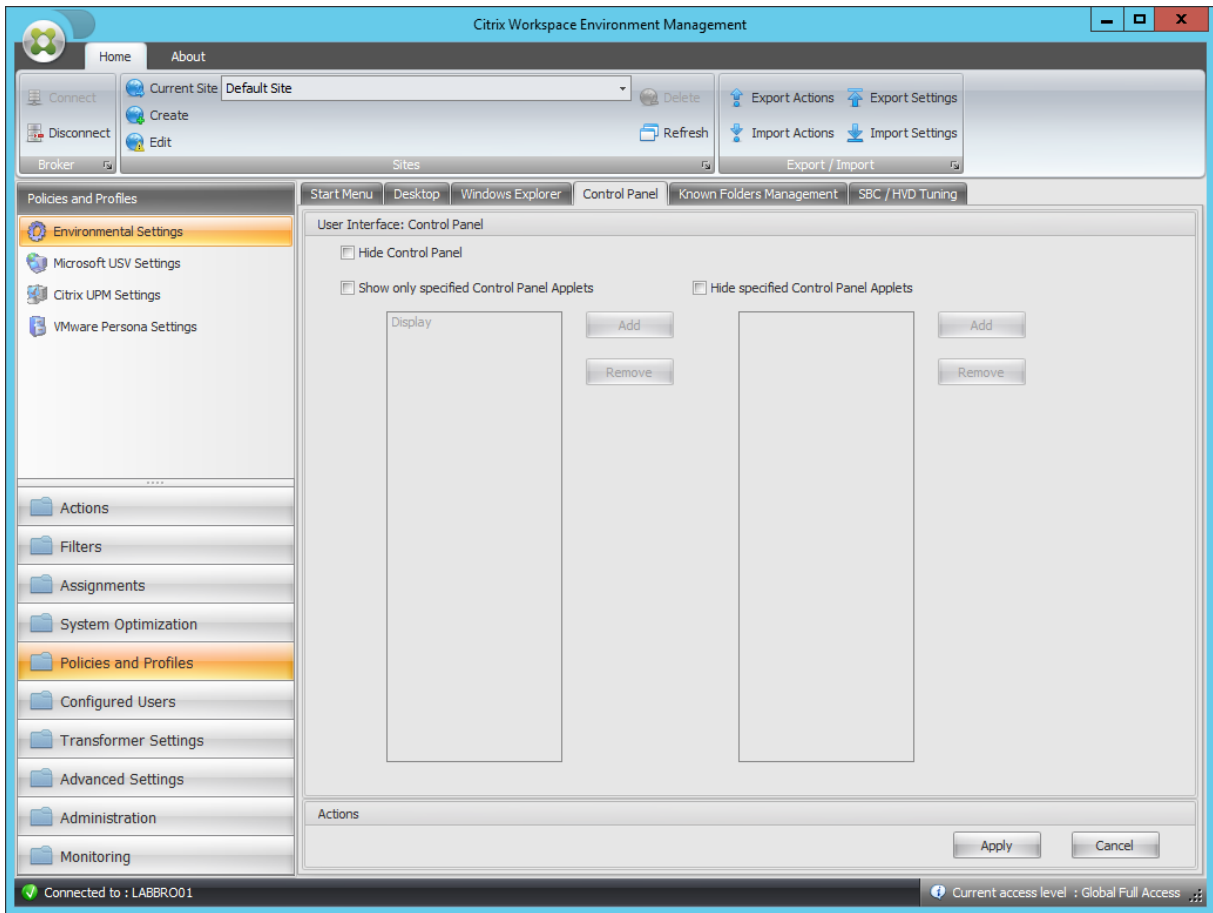 Citrix Workspace Environment Management
Home About
Connect
Disconnect
Broker
Current Site Default Site
Create
Edit
Delete
Refresh
Sites
Export Actions Export Settings
Import Actions Import Settings
Export / Import
Policies and Profiles
Environmental Settings
Microsoft USV Settings
Citrix UPM Settings
VMware Persona Settings
Actions
Filters
Assignments
System Optimization
Policies and Profiles
Configured Users
Transformer Settings
Advanced Settings
Administration
Monitoring
Start Menu Desktop Windows Explorer Control Panel Known Folders Management SBC / HVD Tuning
User Interface: Control Panel
Hide Control Panel
Show only specified Control Panel Applets Hide specified Control Panel Applets
Display
Add
Remove
Add
Remove
Actions
Apply Cancel
Connected to : LABBRO01
Current access level : Global Full Access